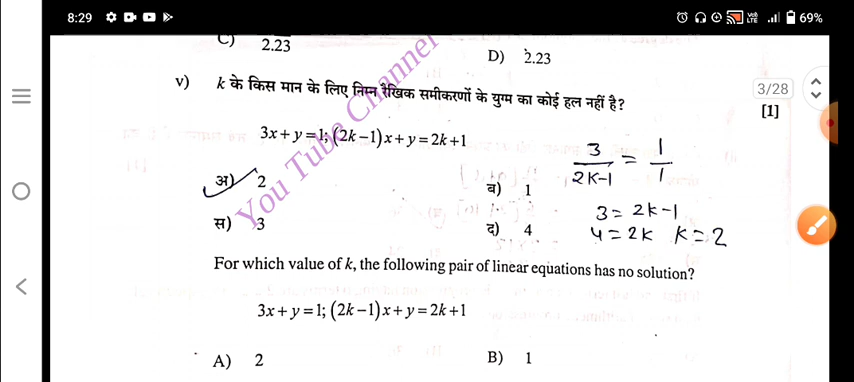 8:29 69%
C) 2.23
D) 2.23
v) k के किस मान के लिए निम्न रैखिक समीकरणों के युग्म का कोई हल नहीं है?
3/28
[1]
3x+y=1; (2k−1)x+y=2k+1
अ) 2
ब) 1
स) 3
द) 4
3/2k-1 = 1/1
3 = 2k-1
4 = 2k k = 2
For which value of k, the following pair of linear equations has no solution?
3x+y=1; (2k−1)x+y=2k+1
A) 2
B) 1
You Tube Channel